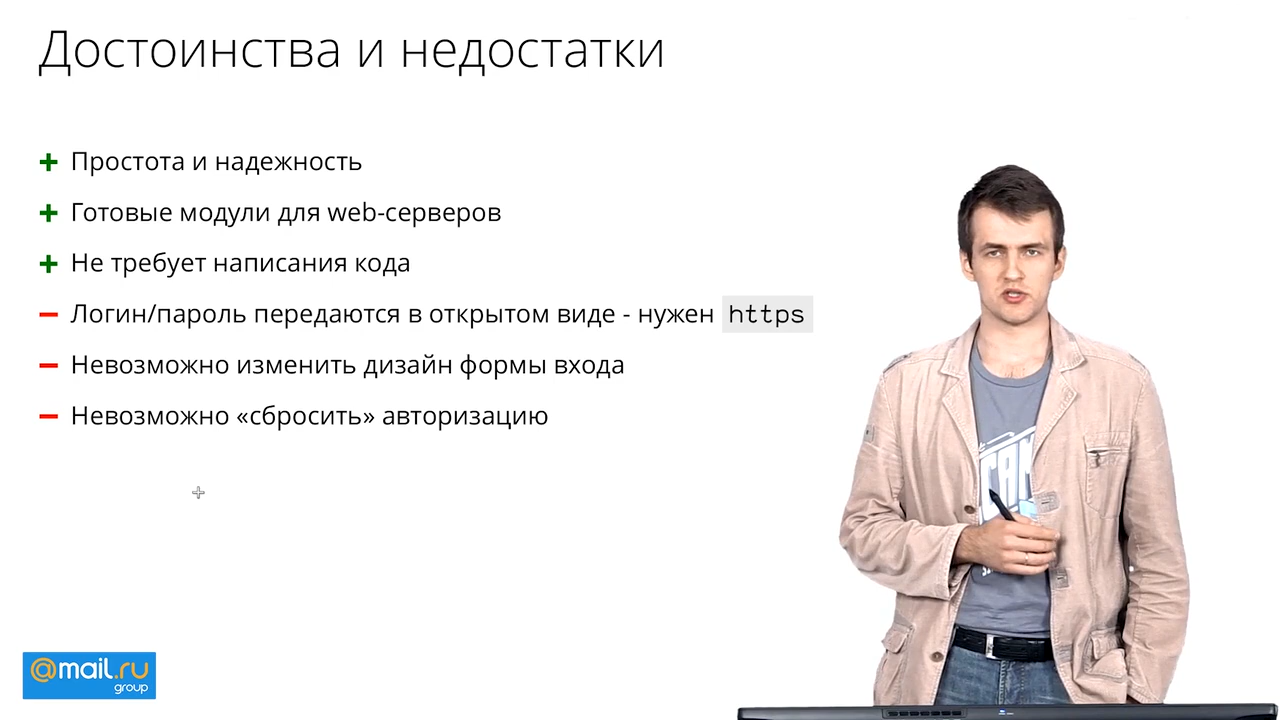 Достоинства и недостатки
+ Простота и надежность
+ Готовые модули для web-серверов
+ Не требует написания кода
− Логин/пароль передаются в открытом виде - нужен https
− Невозможно изменить дизайн формы входа
− Невозможно «сбросить» авторизацию
@mail.ru
group